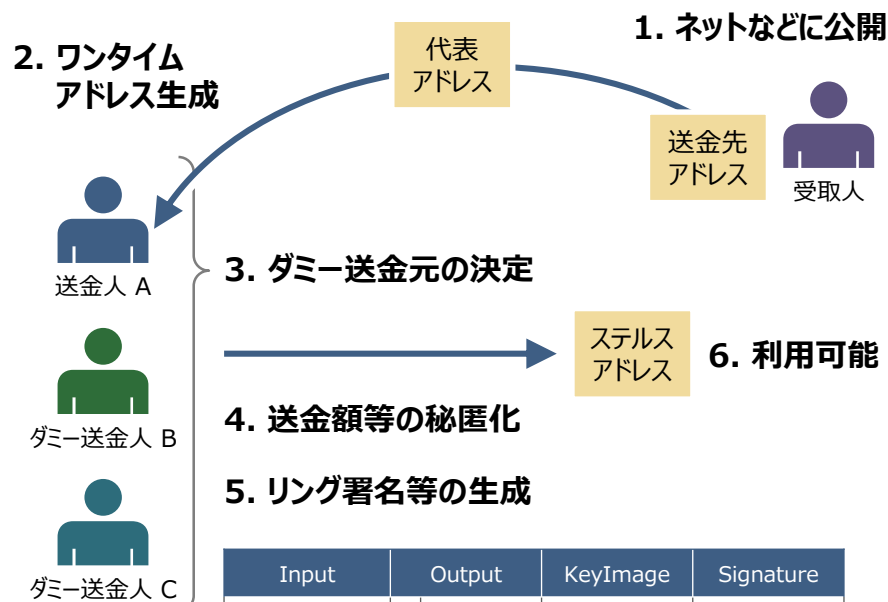 1. ネットなどに公開
2. ワンタイム
アドレス生成
代表
アドレス
送金先
アドレス
受取人
送金人 A
3. ダミー送金元の決定
ステルス
アドレス
6. 利用可能
ダミー送金人 B
4. 送金額等の秘匿化
5. リング署名等の生成
ダミー送金人 C
Input Output KeyImage Signature